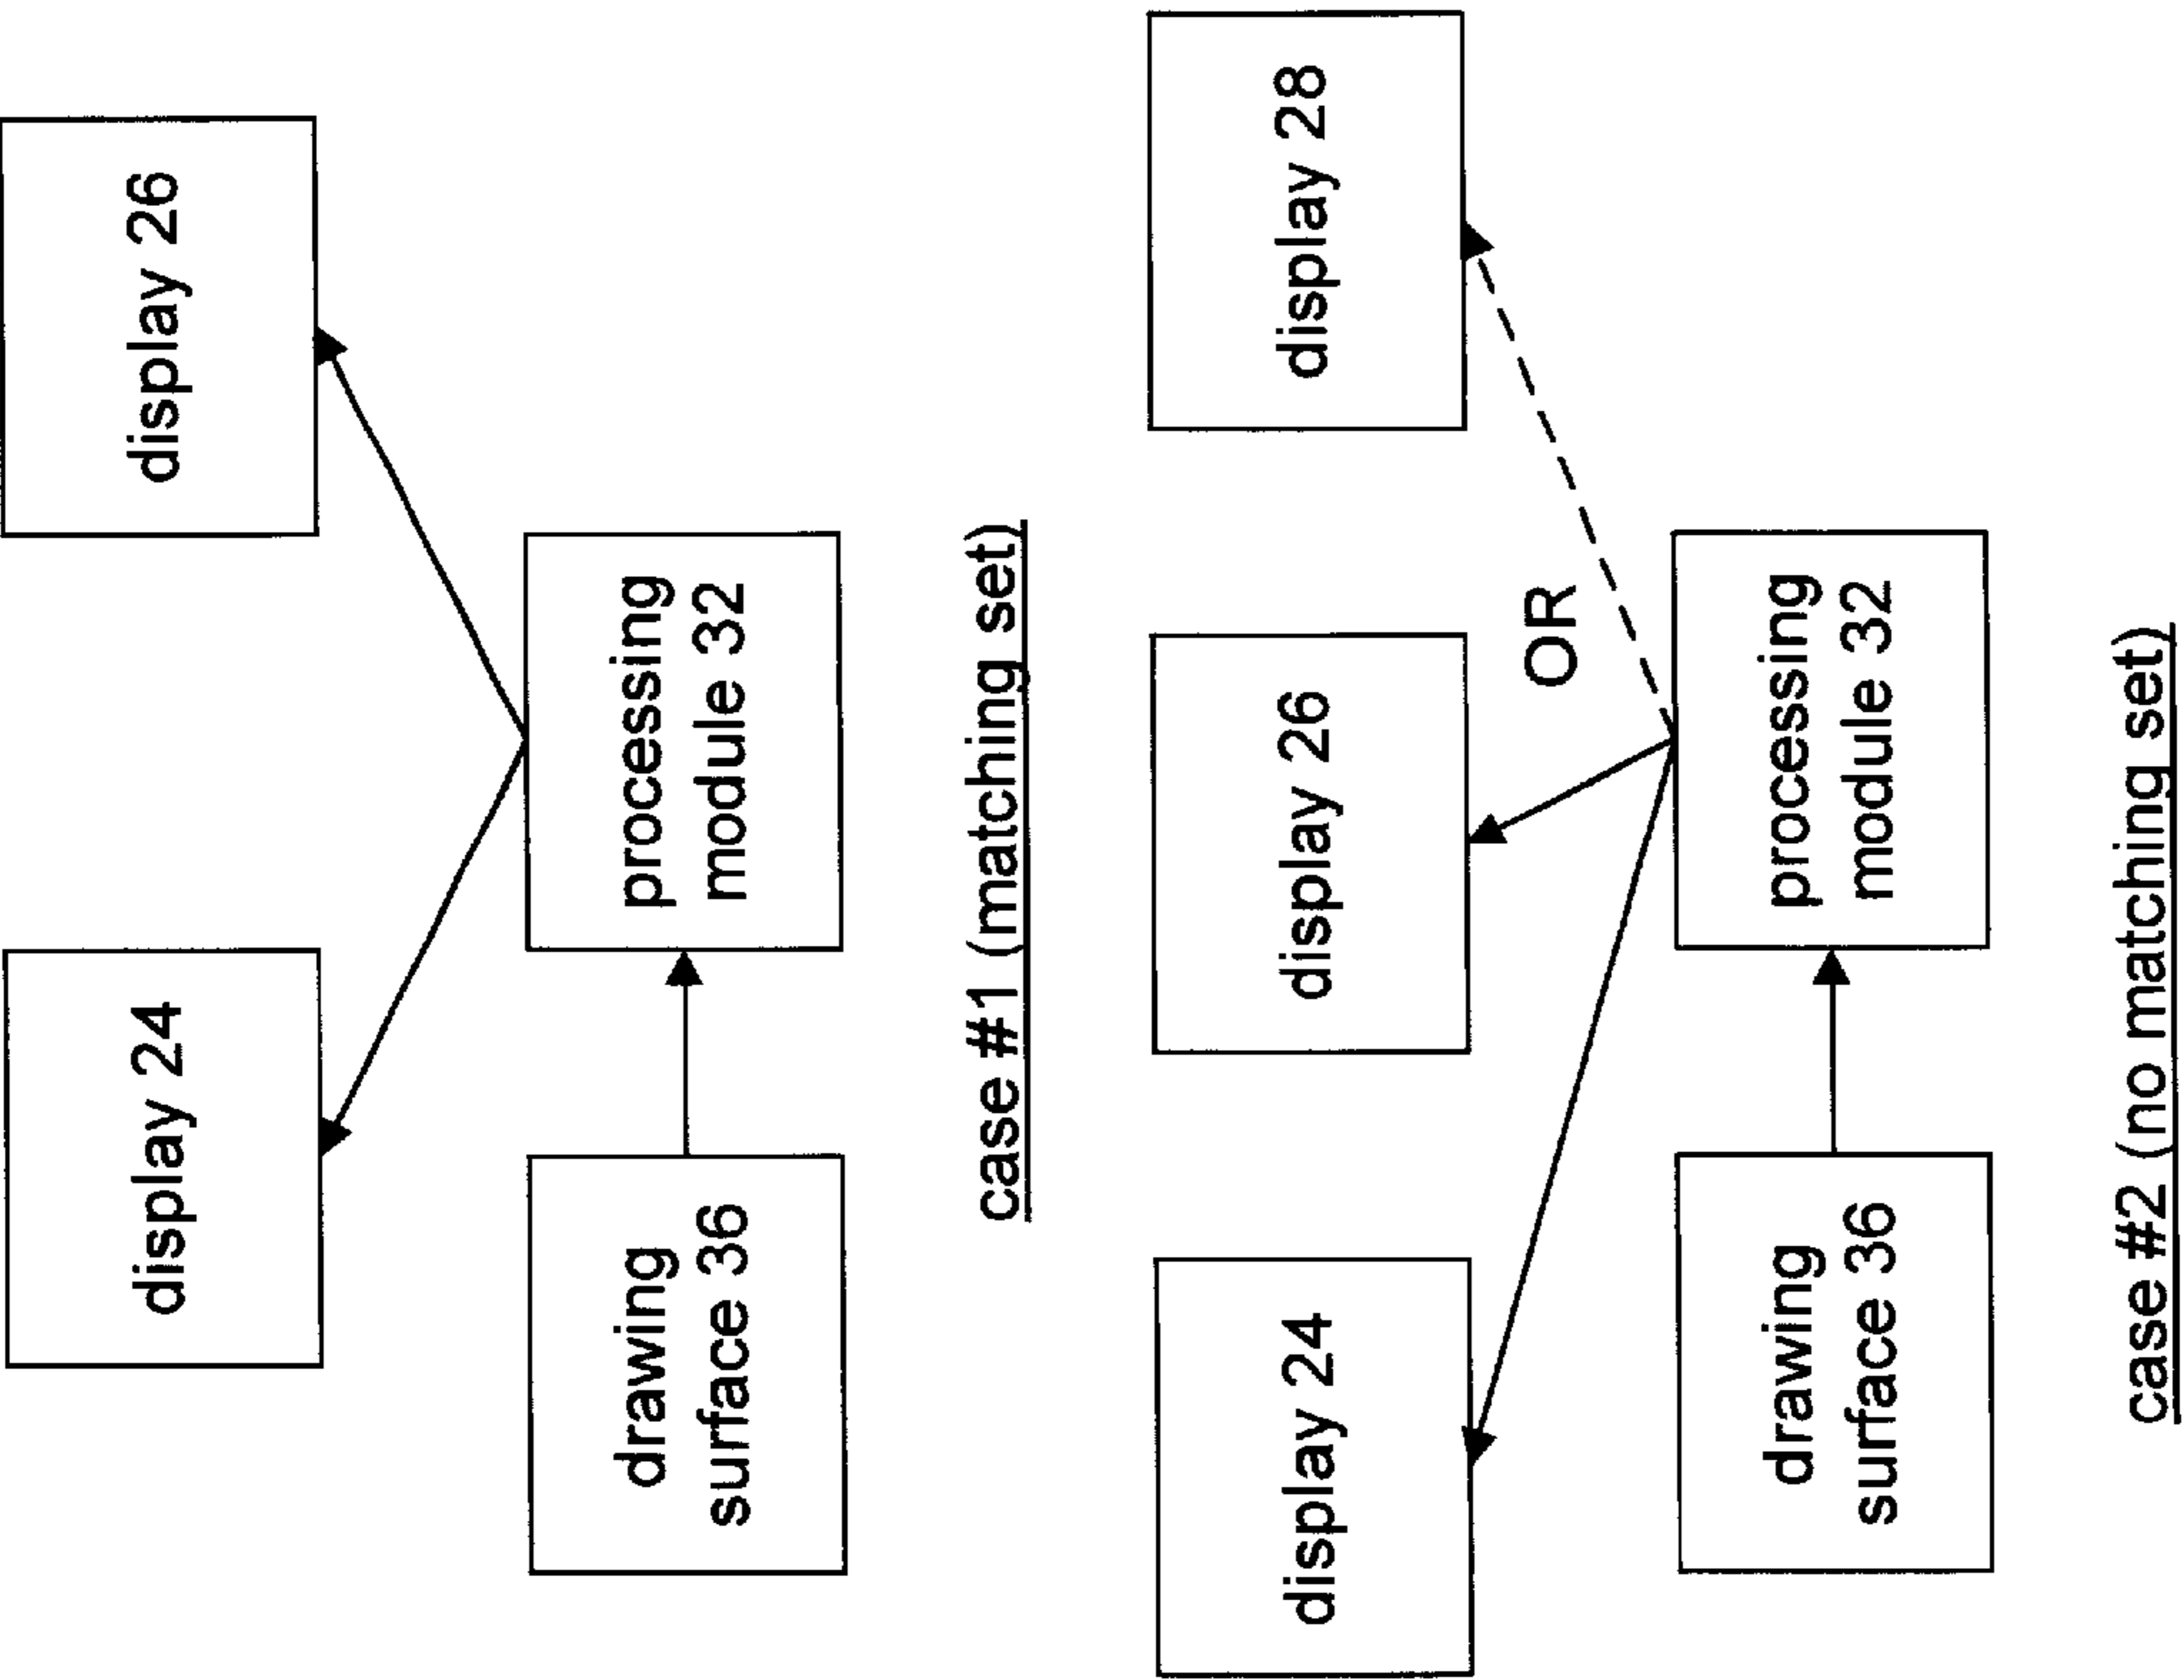 display 24
display 26
drawing
surface 36
processing
module 32
case #1 (matching set)
display 24
display 26
display 28
OR
drawing
surface 36
processing
module 32
case #2 (no matching set)